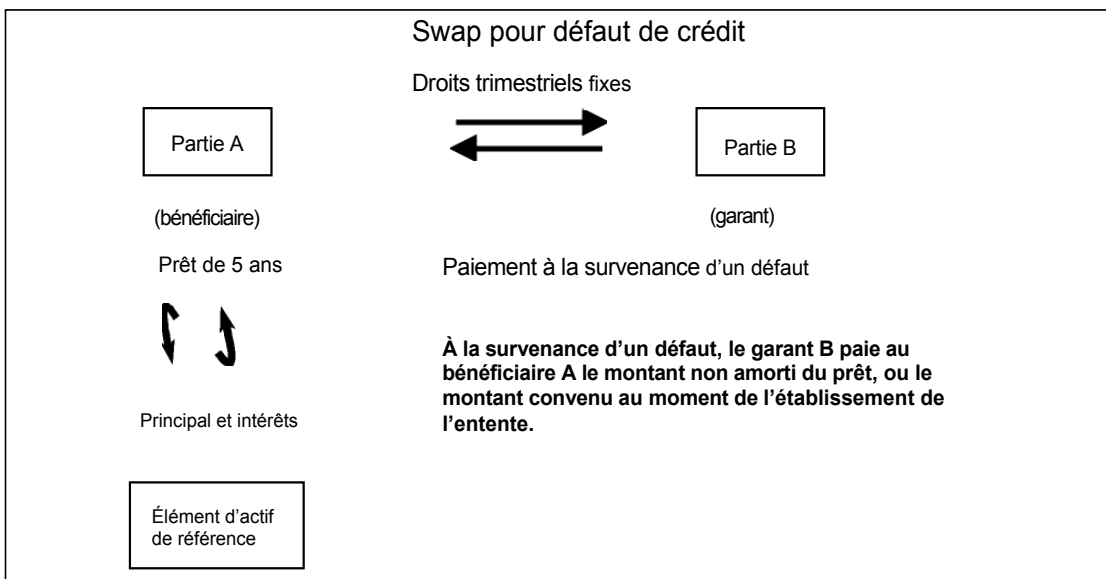 Swap pour défaut de crédit
Droits trimestriels fixes
Partie A
Partie B
(bénéficiaire)
(garant)
Prêt de 5 ans
Paiement à la survenance d'un défaut
À la survenance d'un défaut, le garant B paie au
bénéficiaire A le montant non amorti du prêt, ou le
montant convenu au moment de l'établissement de
l'entente.
Principal et intérêts
Élément d'actif
de référence